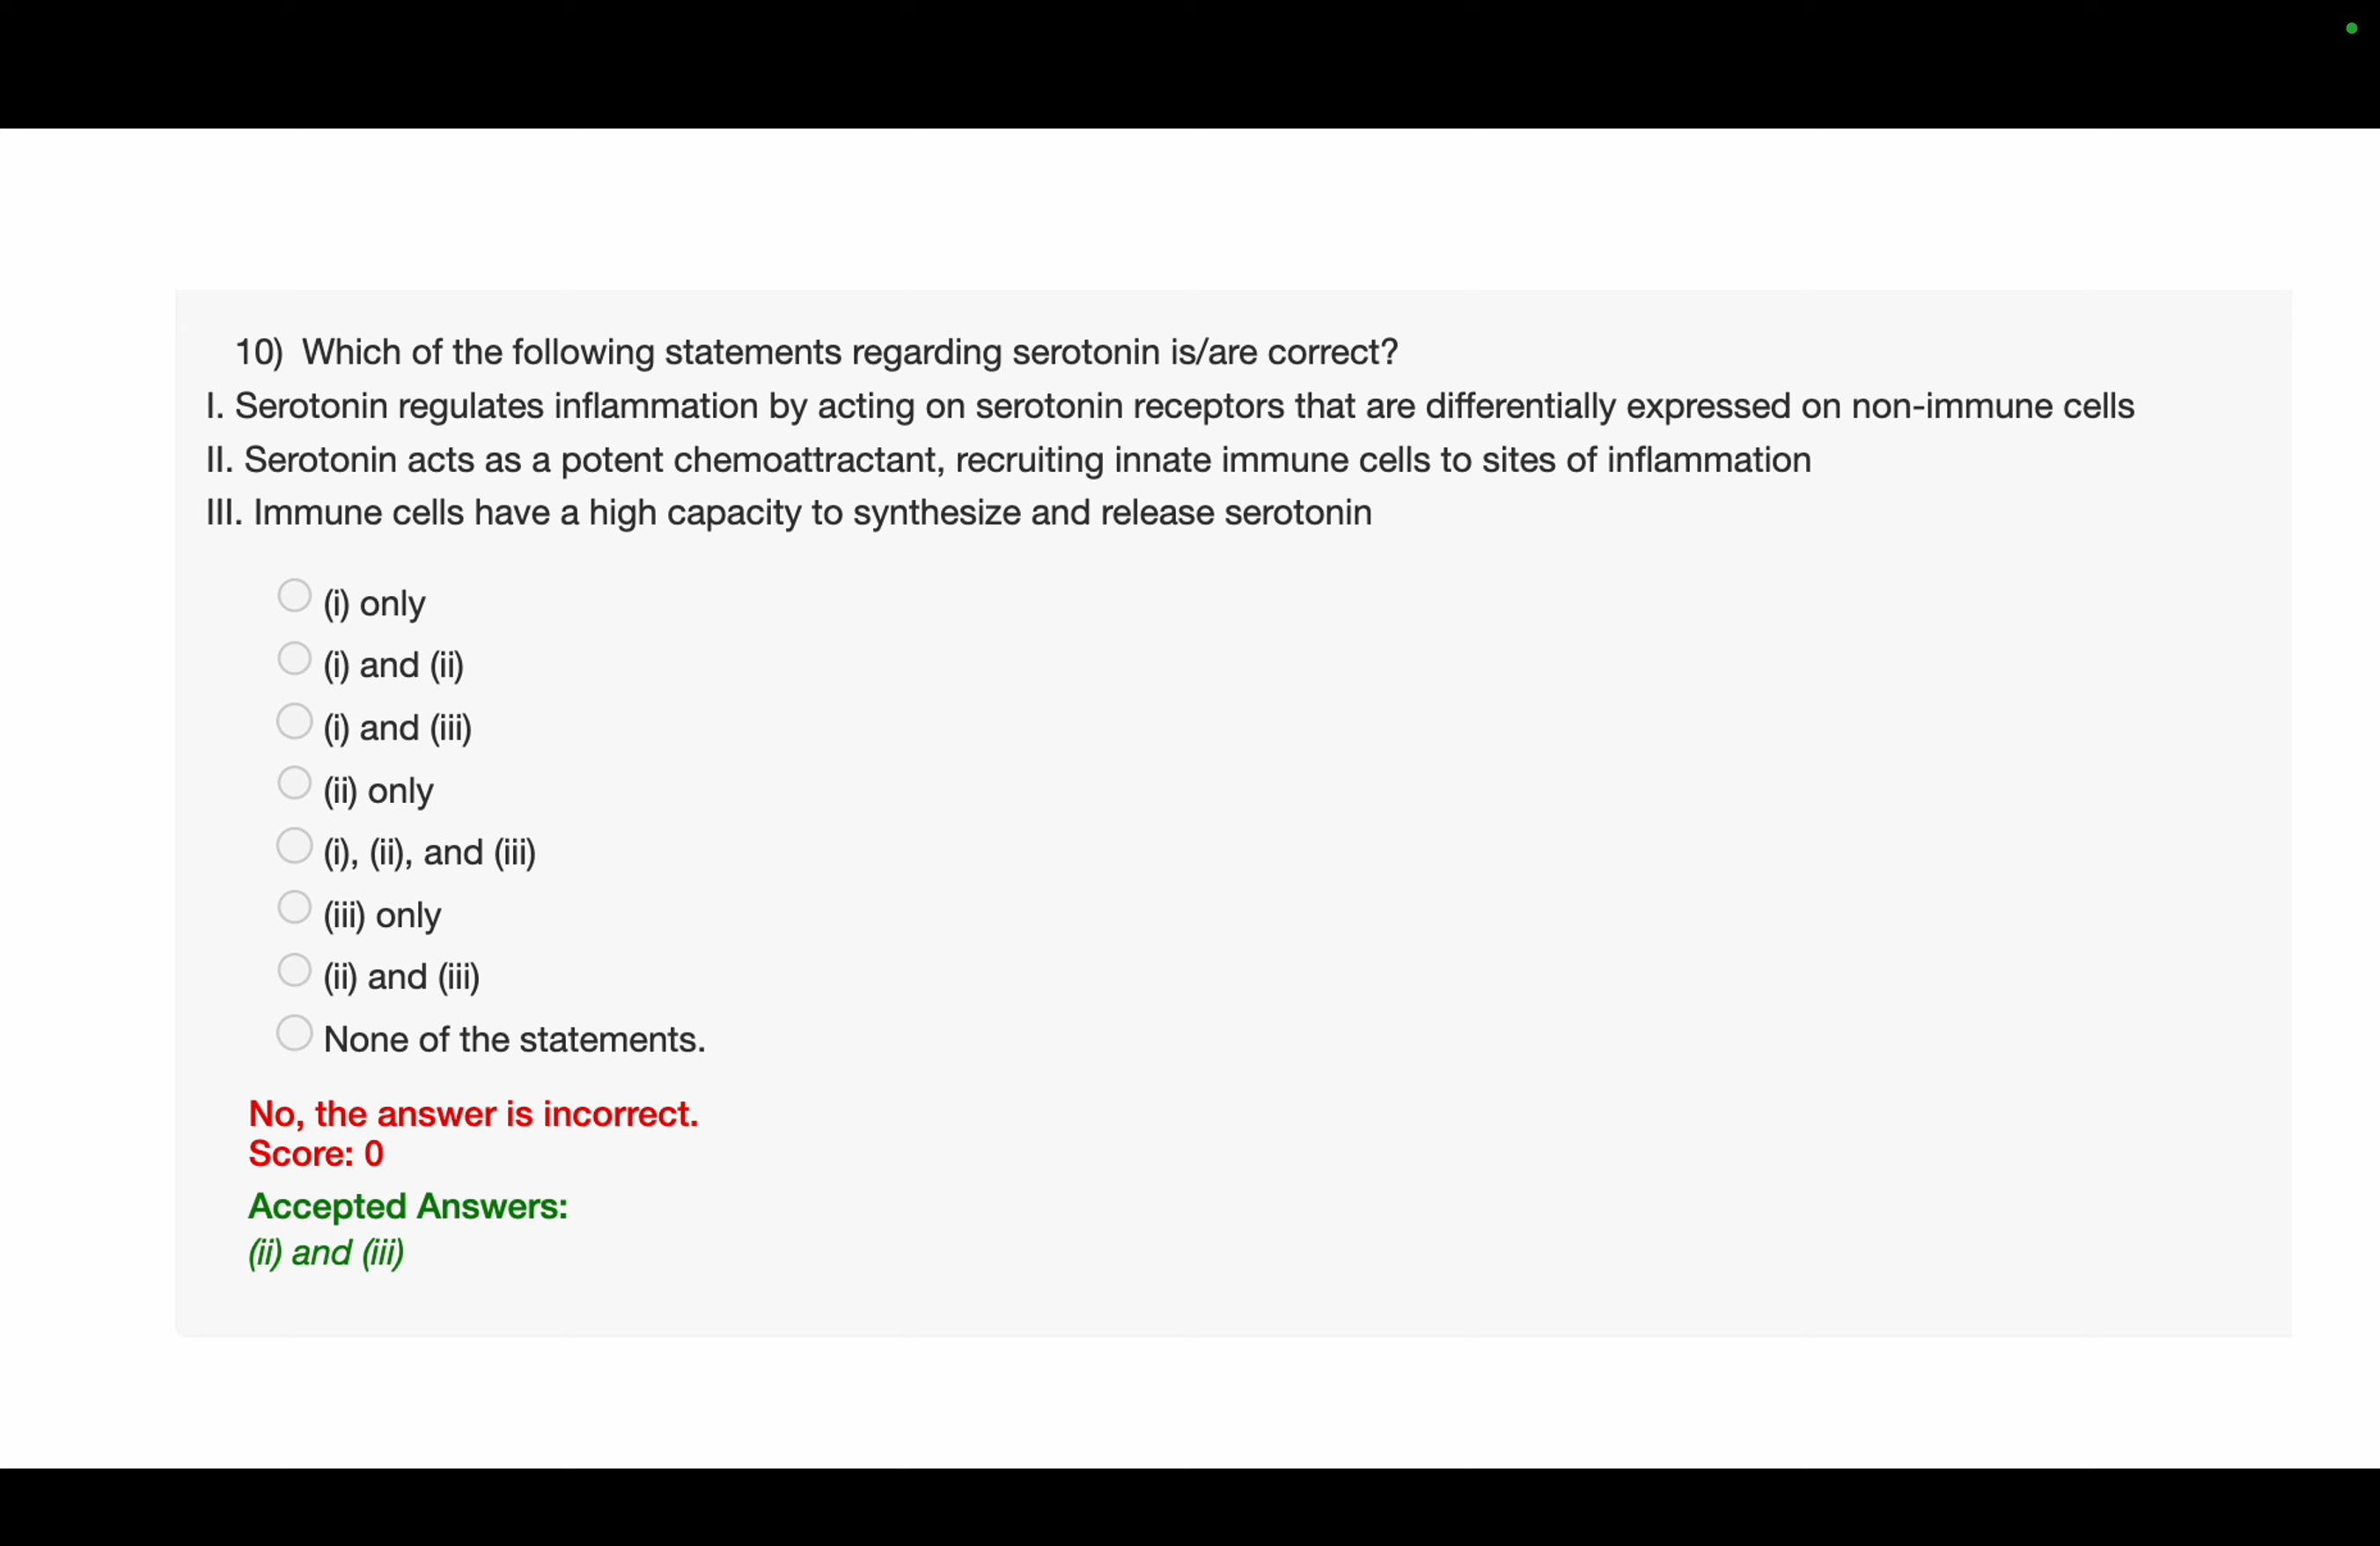 10) Which of the following statements regarding serotonin is/are correct?
I. Serotonin regulates inflammation by acting on serotonin receptors that are differentially expressed on non-immune cells
II. Serotonin acts as a potent chemoattractant, recruiting innate immune cells to sites of inflammation
III. Immune cells have a high capacity to synthesize and release serotonin
(i) only
(i) and (ii)
(i) and (iii)
(ii) only
(i), (ii), and (iii)
(iii) only
(ii) and (iii)
None of the statements.
No, the answer is incorrect.
Score: 0
Accepted Answers:
(ii) and (iii)